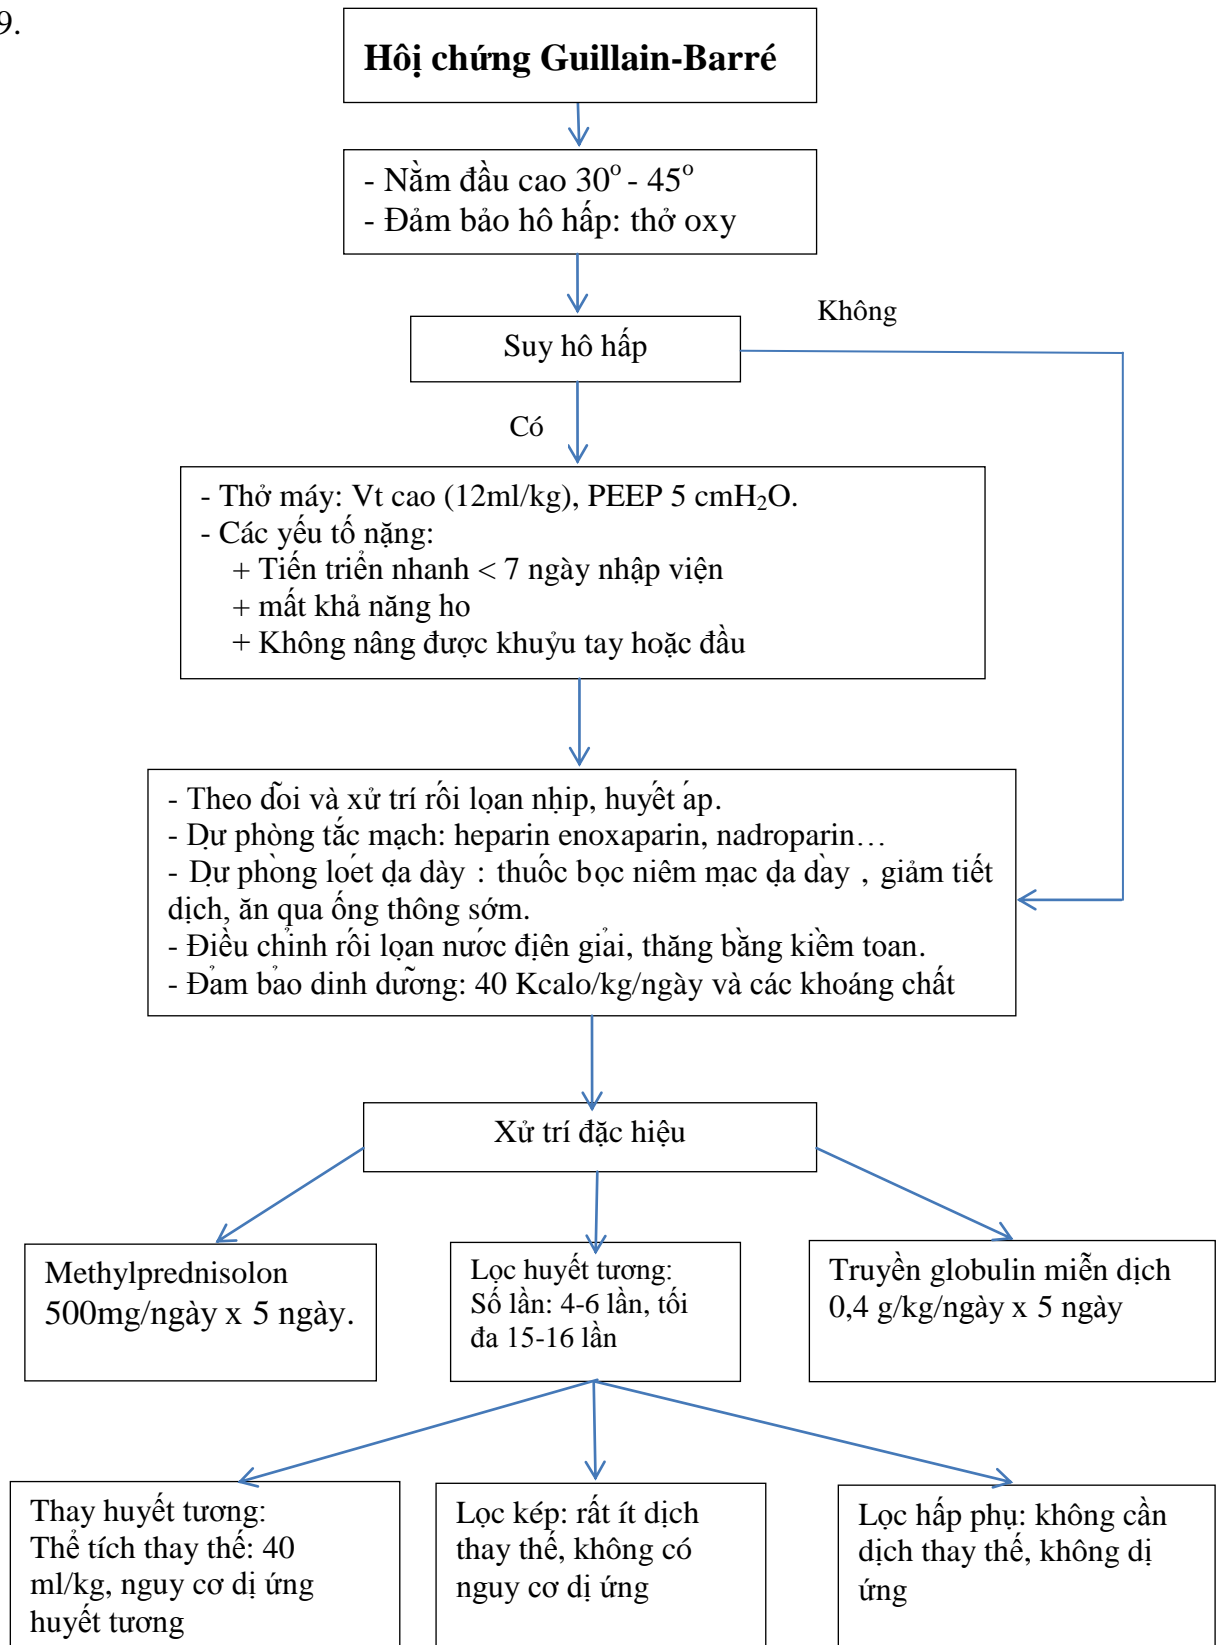 9.
Hôị chứng Guillain-Barré
- Nằm đầu cao 30º - 45º
- Đảm bảo hô hấp: thở oxy
Suy hô hấp
Không
Có
- Thở máy: Vt cao (12ml/kg), PEEP 5 cmH₂O.
- Các yếu tố nặng:
+ Tiến triển nhanh < 7 ngày nhập viện
+ mất khả năng ho
+ Không nâng được khuỷu tay hoặc đầu
- Theo dõi và xử trí rối loạn nhịp, huyết áp.
- Dự phòng tắc mạch: heparin enoxaparin, nadroparin…
- Dự phòng loét dạ dày : thuốc bọc niêm mạc dạ dày , giảm tiết
dịch, ăn qua ống thông sớm.
- Điều chỉnh rối loạn nước điện giải, thăng bằng kiềm toan.
- Đảm bảo dinh dưỡng: 40 Kcalo/kg/ngày và các khoáng chất
Xử trí đặc hiệu
Methylprednisolon
500mg/ngày x 5 ngày.
Lọc huyết tương:
Số lần: 4-6 lần, tối
đa 15-16 lần
Truyền globulin miễn dịch
0,4 g/kg/ngày x 5 ngày
Thay huyết tương:
Thể tích thay thế: 40
ml/kg, nguy cơ dị ứng
huyết tương
Lọc kép: rất ít dịch
thay thế, không có
nguy cơ dị ứng
Lọc hấp phụ: không cần
dịch thay thế, không dị
ứng